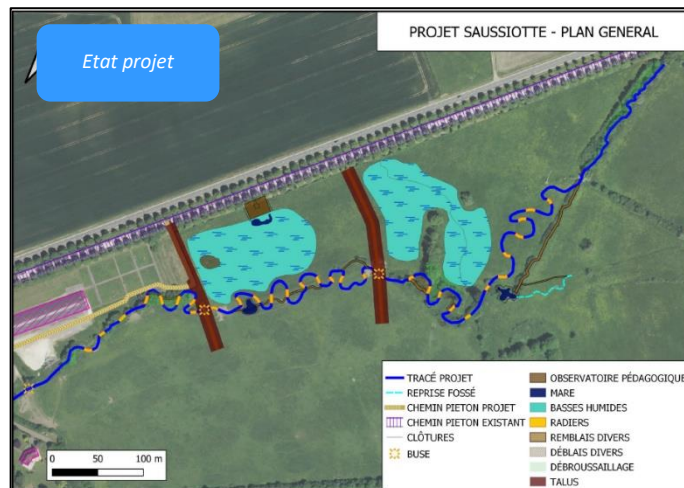 PROJET SAUSSIOTTE - PLAN GENERAL
Etat projet
TRACÉ PROJET
REPRISE FOSSÉ
CHEMIN PIETON PROJET
CHEMIN PIETON EXISTANT
CLÔTURES
BUSE
OBSERVATOIRE PÉDAGOGIQUE
MARE
BASSES HUMIDES
RADIERS
REMBLAIS DIVERS
DÉBLAIS DIVERS
DÉBROUSSAILLAGE
TALUS
0 50 100 m